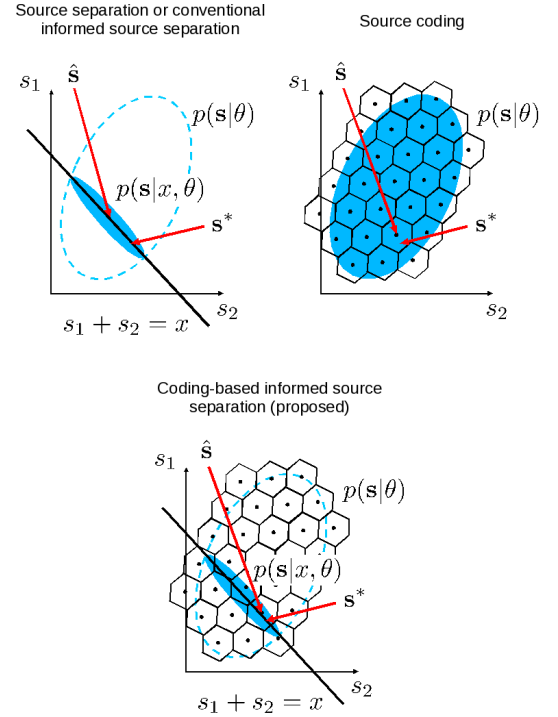 Source separation or conventional
informed source separation
s₁
ŝ
p(s|θ)
p(s|x, θ)
s*
s₂
s₁ + s₂ = x
Source coding
s₁
ŝ
p(s|θ)
s*
s₂
Coding-based informed source
separation (proposed)
s₁
ŝ
p(s|θ)
p(s|x, θ)
s*
s₂
s₁ + s₂ = x